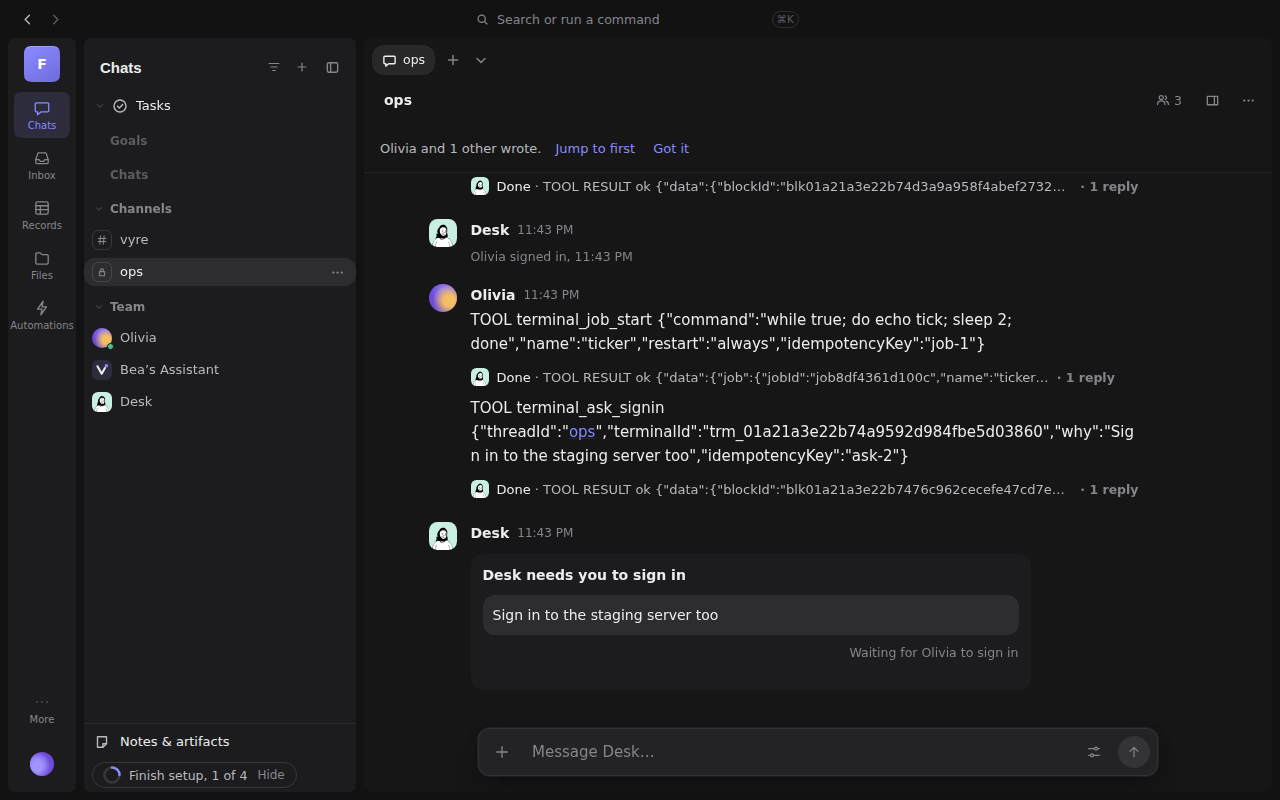 Search or run a command
⌘K
F
Chats
Inbox
Records
Files
Automations
More
Chats
Tasks
Goals
Chats
Channels
vyre
ops
Team
Olivia
Bea’s Assistant
Desk
Notes & artifacts
Finish setup, 1 of 4 Hide
ops
ops
3
Olivia and 1 other wrote. Jump to first Got it
Done · TOOL RESULT ok {"data":{"blockId":"blk01a21a3e22b74d3a9a958f4abef2732… · 1 reply
Desk 11:43 PM
Olivia signed in, 11:43 PM
Olivia 11:43 PM
TOOL terminal_job_start {"command":"while true; do echo tick; sleep 2;
done","name":"ticker","restart":"always","idempotencyKey":"job-1"}
Done · TOOL RESULT ok {"data":{"job":{"jobId":"job8df4361d100c","name":"ticker… · 1 reply
TOOL terminal_ask_signin
{"threadId":"ops","terminalId":"trm_01a21a3e22b74a9592d984fbe5d03860","why":"Sig
n in to the staging server too","idempotencyKey":"ask-2"}
Done · TOOL RESULT ok {"data":{"blockId":"blk01a21a3e22b7476c962cecefe47cd7e… · 1 reply
Desk 11:43 PM
Desk needs you to sign in
Sign in to the staging server too
Waiting for Olivia to sign in
Message Desk…